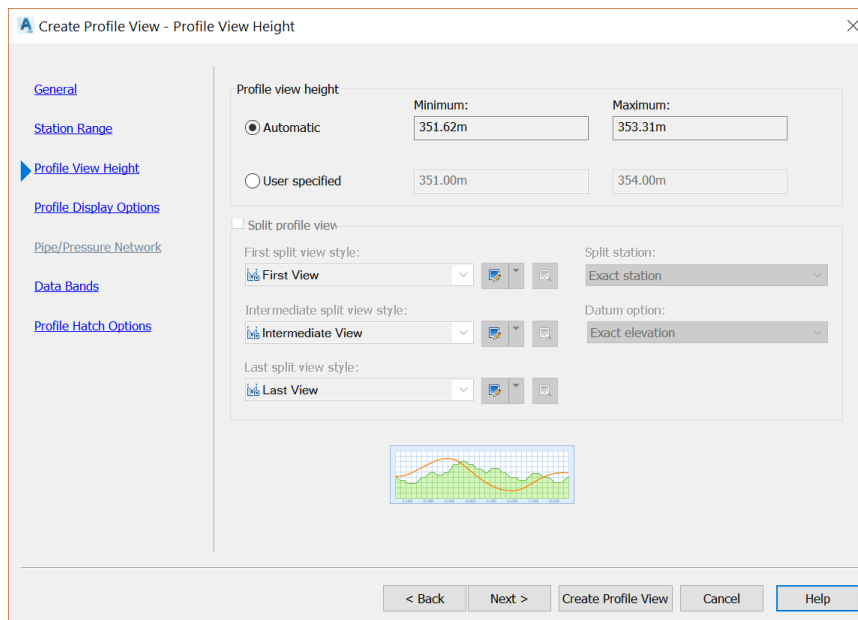 Create Profile View - Profile View Height
General
Station Range
Profile View Height
Profile Display Options
Pipe/Pressure Network
Data Bands
Profile Hatch Options
Profile view height
Minimum: Maximum:
Automatic 351.62m 353.31m
User specified 351.00m 354.00m
Split profile view
First split view style: Split station:
First View Exact station
Intermediate split view style: Datum option:
Intermediate View Exact elevation
Last split view style:
Last View
< Back Next > Create Profile View Cancel Help